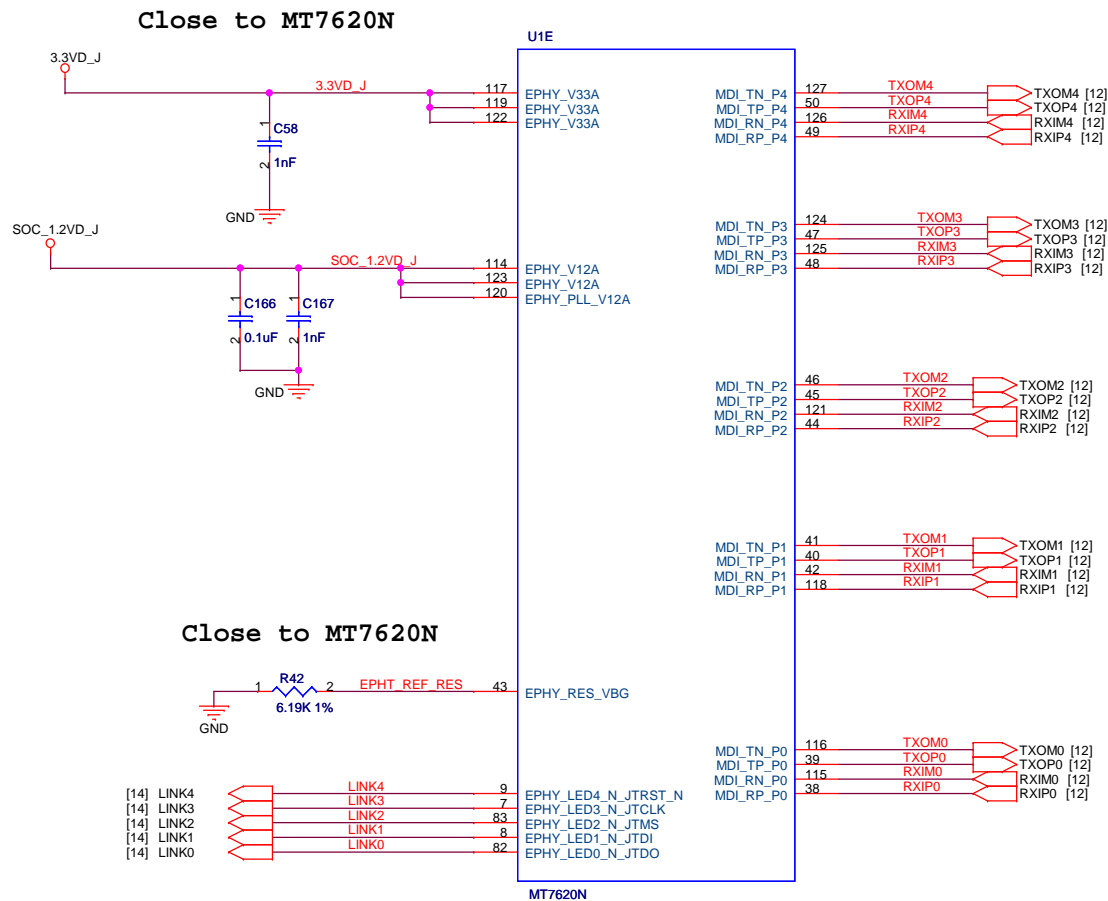 Close to MT7620N
U1E
3.3VD_J
3.3VD_J
117 EPHY_V33A
119 EPHY_V33A
122 EPHY_V33A
1 C58
2 1nF
GND
SOC_1.2VD_J
SOC_1.2VD_J
114 EPHY_V12A
123 EPHY_V12A
120 EPHY_PLL_V12A
1 C166 1 C167
2 0.1uF 2 1nF
GND
MDI_TN_P4 127 TXOM4 TXOM4 [12]
MDI_TP_P4 50 TXOP4 TXOP4 [12]
MDI_RN_P4 126 RXIM4 RXIM4 [12]
MDI_RP_P4 49 RXIP4 RXIP4 [12]
MDI_TN_P3 124 TXOM3 TXOM3 [12]
MDI_TP_P3 47 TXOP3 TXOP3 [12]
MDI_RN_P3 125 RXIM3 RXIM3 [12]
MDI_RP_P3 48 RXIP3 RXIP3 [12]
MDI_TN_P2 46 TXOM2 TXOM2 [12]
MDI_TP_P2 45 TXOP2 TXOP2 [12]
MDI_RN_P2 121 RXIM2 RXIM2 [12]
MDI_RP_P2 44 RXIP2 RXIP2 [12]
MDI_TN_P1 41 TXOM1 TXOM1 [12]
MDI_TP_P1 40 TXOP1 TXOP1 [12]
MDI_RN_P1 42 RXIM1 RXIM1 [12]
MDI_RP_P1 118 RXIP1 RXIP1 [12]
Close to MT7620N
R42
1 2 EPHT_REF_RES 43 EPHY_RES_VBG
6.19K 1%
GND
MDI_TN_P0 116 TXOM0 TXOM0 [12]
MDI_TP_P0 39 TXOP0 TXOP0 [12]
MDI_RN_P0 115 RXIM0 RXIM0 [12]
MDI_RP_P0 38 RXIP0 RXIP0 [12]
[14] LINK4 LINK4 9 EPHY_LED4_N_JTRST_N
[14] LINK3 LINK3 7 EPHY_LED3_N_JTCLK
[14] LINK2 LINK2 83 EPHY_LED2_N_JTMS
[14] LINK1 LINK1 8 EPHY_LED1_N_JTDI
[14] LINK0 LINK0 82 EPHY_LED0_N_JTDO
MT7620N